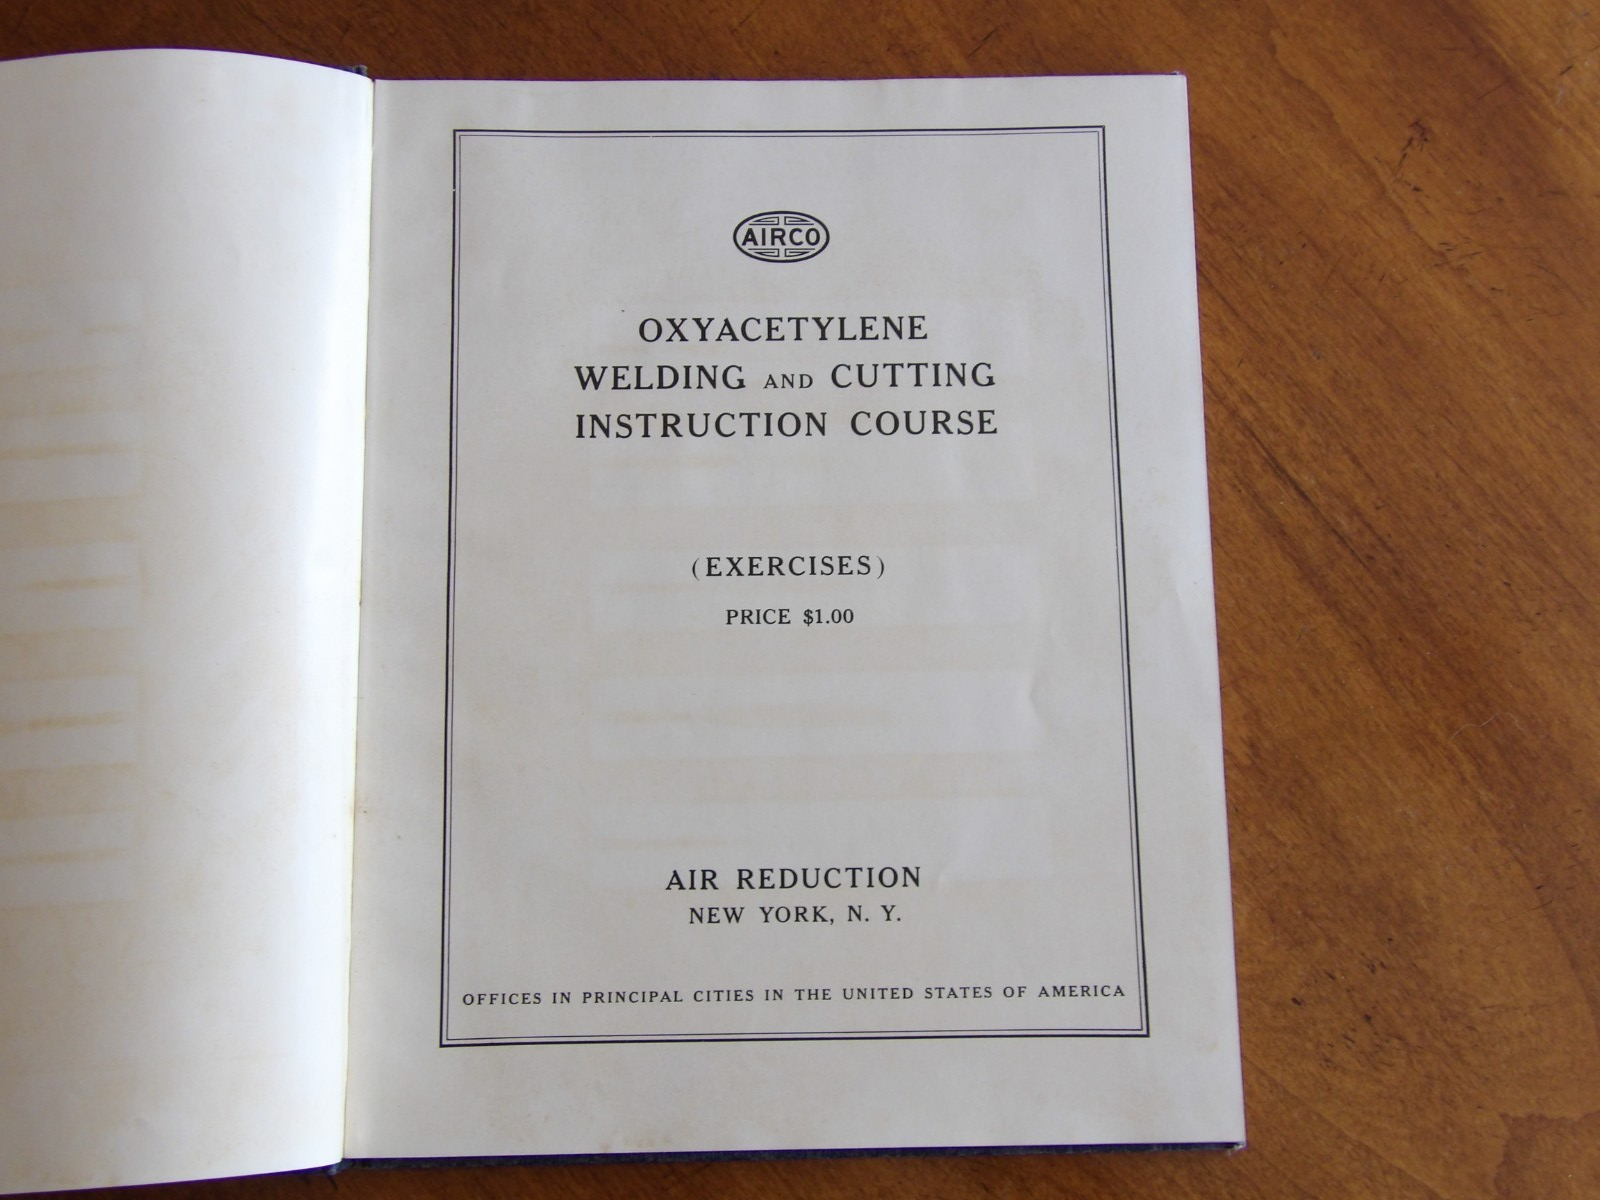 AIRCO
OXYACETYLENE
WELDING AND CUTTING
INSTRUCTION COURSE
(EXERCISES)
PRICE $1.00
AIR REDUCTION
NEW YORK, N. Y.
OFFICES IN PRINCIPAL CITIES IN THE UNITED STATES OF AMERICA